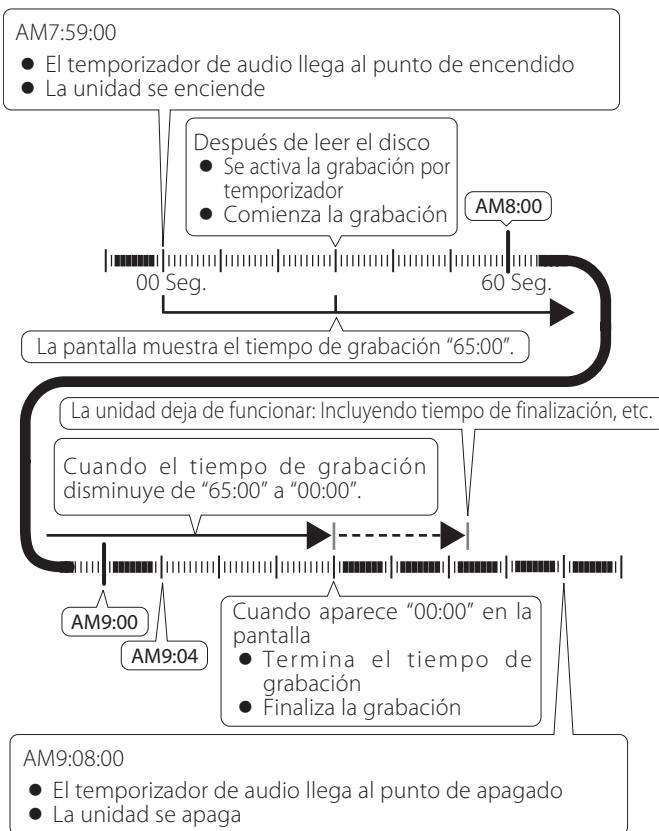 AM7:59:00
● El temporizador de audio llega al punto de encendido
● La unidad se enciende
Después de leer el disco
● Se activa la grabación por
temporizador
● Comienza la grabación
AM8:00
00 Seg.
60 Seg.
La pantalla muestra el tiempo de grabación “65:00”.
La unidad deja de funcionar: Incluyendo tiempo de finalización, etc.
Cuando el tiempo de grabación
disminuye de “65:00” a “00:00”.
AM9:00
AM9:04
Cuando aparece “00:00” en la
pantalla
● Termina el tiempo de
grabación
● Finaliza la grabación
AM9:08:00
● El temporizador de audio llega al punto de apagado
● La unidad se apaga